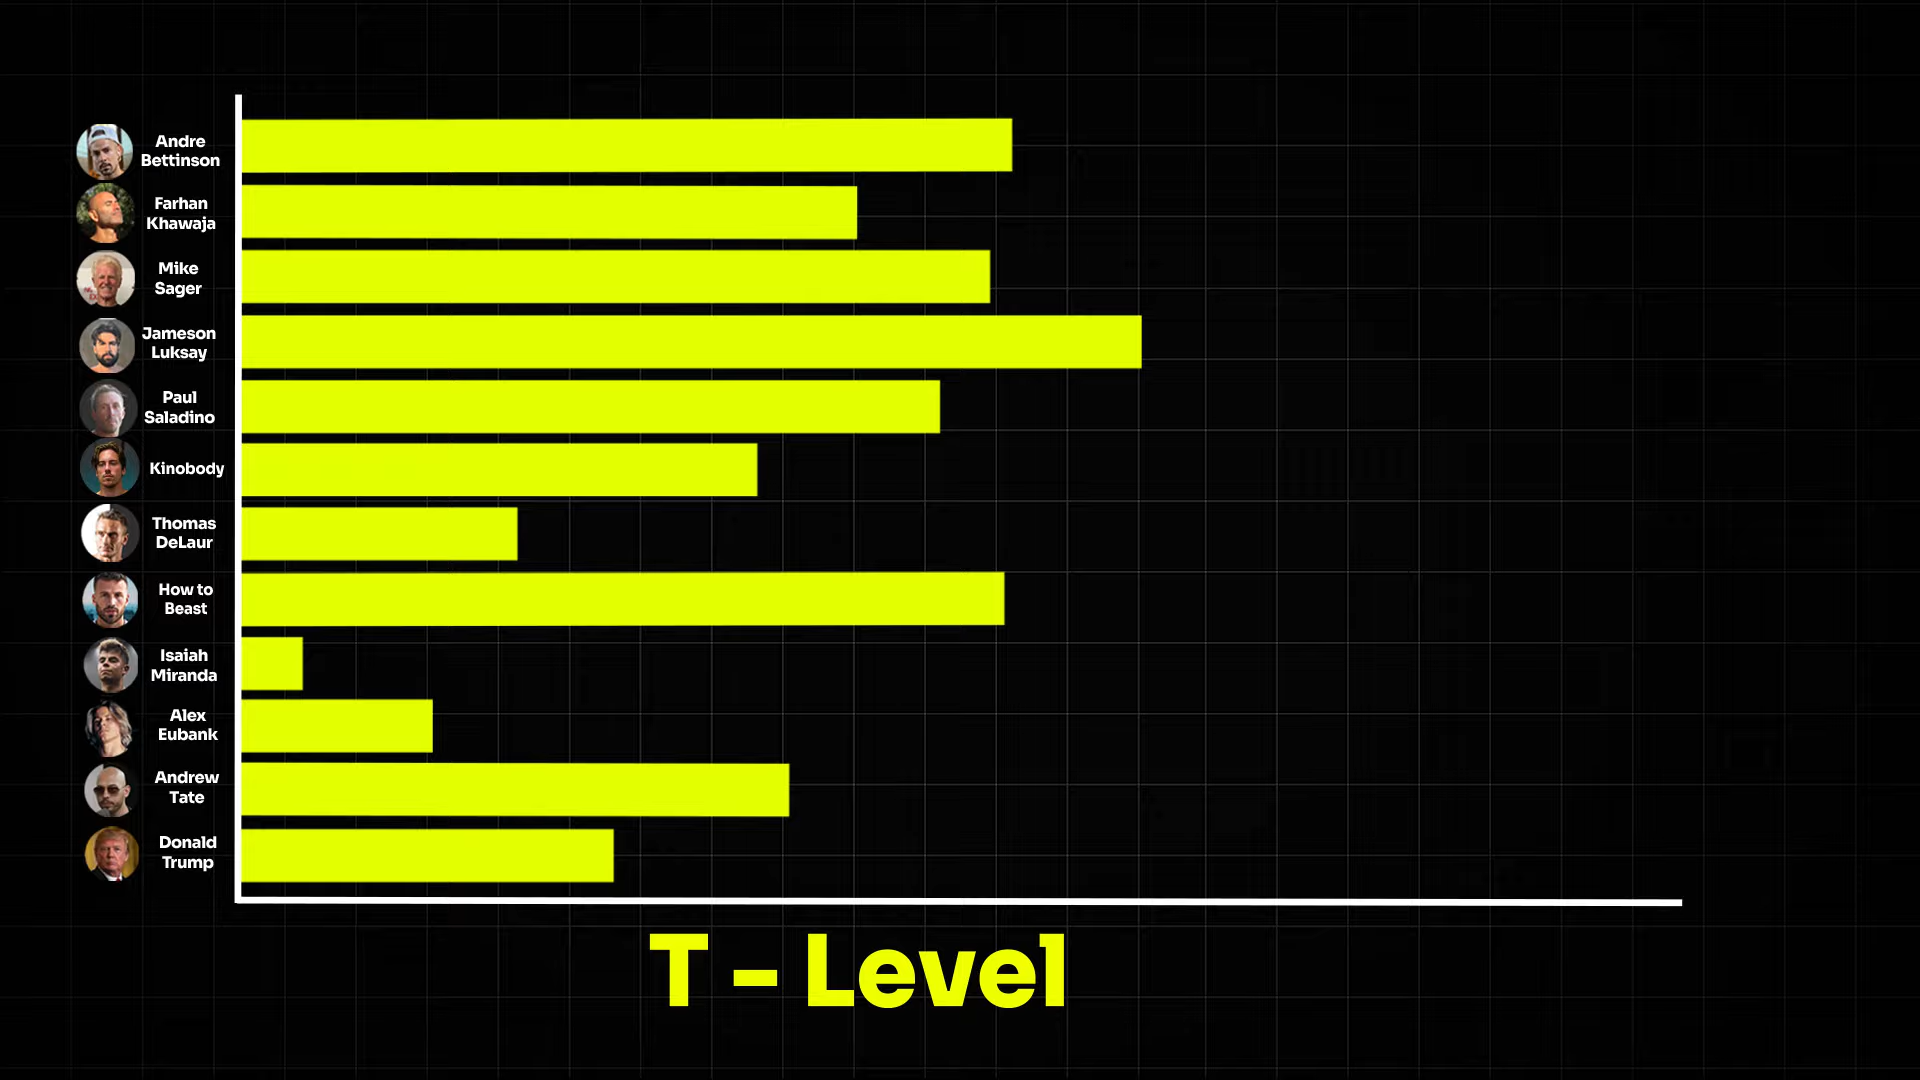 Andre
Bettinson
Farhan
Khawaja
Mike
Sager
Jameson
Luksay
Paul
Saladino
Kinobody
Thomas
DeLaur
How to
Beast
Isaiah
Miranda
Alex
Eubank
Andrew
Tate
Donald
Trump
T - Level